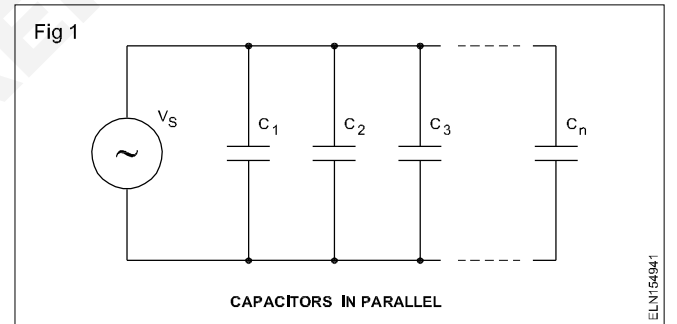 Fig 1
V_S
C_1 C_2 C_3 C_n
~
CAPACITORS IN PARALLEL
ELN154941